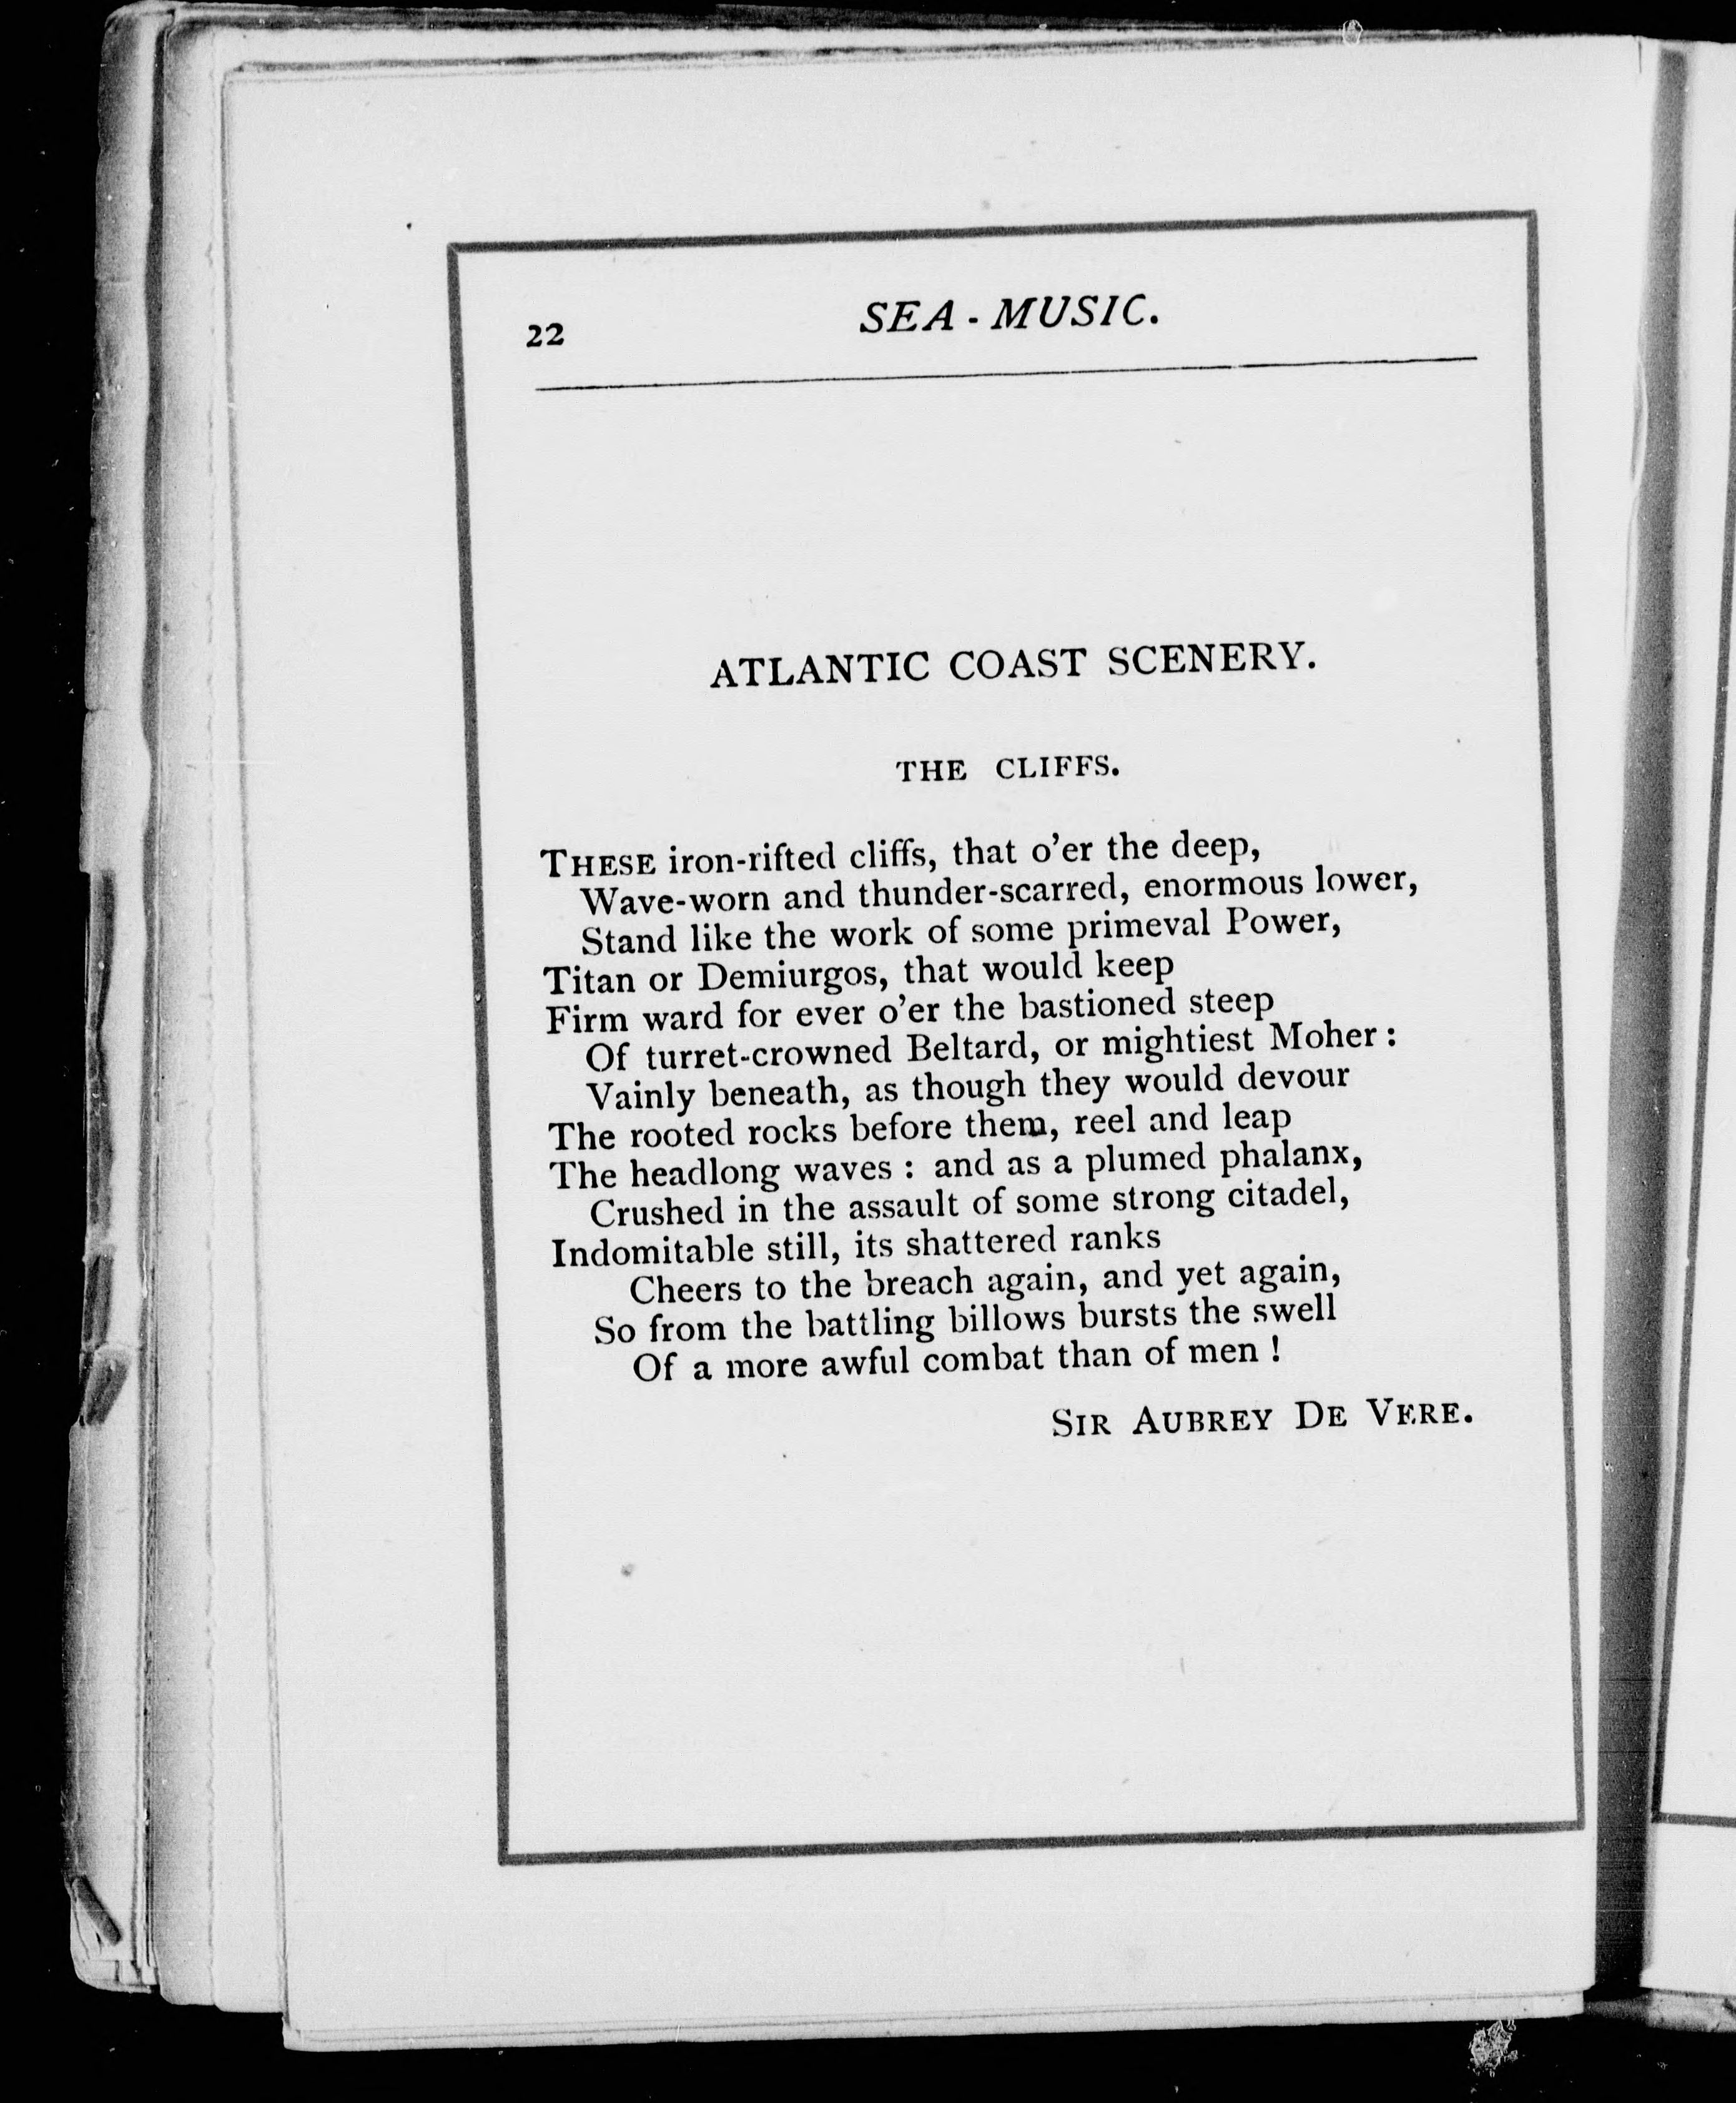 22
SEA-MUSIC.
ATLANTIC COAST SCENERY.
THE CLIFFS.
THESE iron-rifted cliffs, that o'er the deep,
Wave-worn and thunder-scarred, enormous lower,
Stand like the work of some primeval Power,
Titan or Demiurgos, that would keep
Firm ward for ever o'er the bastioned steep
Of turret-crowned Beltard, or mightiest Moher :
Vainly beneath, as though they would devour
The rooted rocks before them, reel and leap
The headlong waves : and as a plumed phalanx,
Crushed in the assault of some strong citadel,
Indomitable still, its shattered ranks
Cheers to the breach again, and yet again,
So from the battling billows bursts the swell
Of a more awful combat than of men !
SIR AUBREY DE VERE.